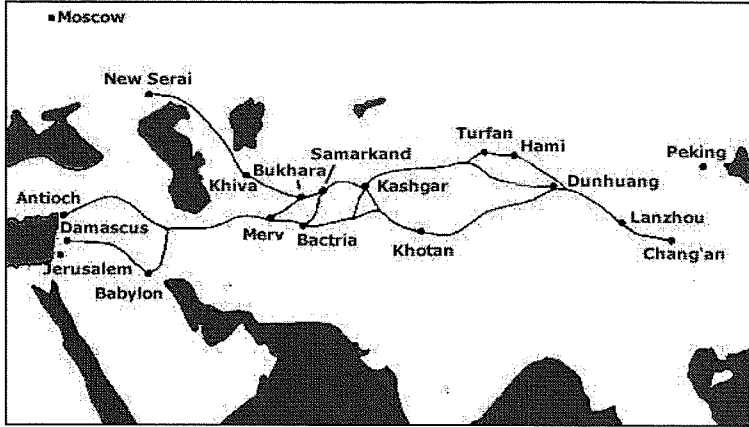 Moscow
New Serai
Turfan
Hami
Samarkand
Peking
Bukhara
Khiva
Kashgar
Dunhuang
Antioch
Damascus
Lanzhou
Merv
Bactria
Khotan
Chang'an
Jerusalem
Babylon